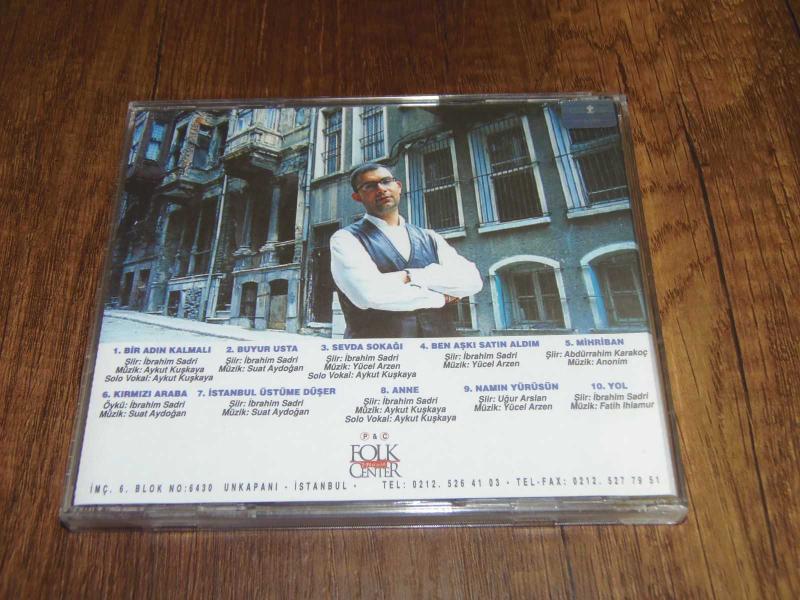 1. BİR ADIN KALMALI
Şiir: İbrahim Sadri
Müzik: Aykut Kuşkaya
Solo Vokal: Aykut Kuşkaya
2. BUYUR USTA
Şiir: İbrahim Sadri
Müzik: Suat Aydoğan
3. SEVDA SOKAĞI
Şiir: İbrahim Sadri
Müzik: Yücel Arzen
Solo Vokal: Aykut Kuşkaya
4. BEN AŞKI SATIN ALDIM
Şiir: İbrahim Sadri
Müzik: Yücel Arzen
5. MİHRİBAN
Şiir: Abdürrahim Karakoç
Müzik: Anonim
6. KIRMIZI ARABA
Öykü: İbrahim Sadri
Müzik: Suat Aydoğan
7. İSTANBUL ÜSTÜME DÜŞER
Şiir: İbrahim Sadri
Müzik: Suat Aydoğan
8. ANNE
Şiir: İbrahim Sadri
Müzik: Aykut Kuşkaya
Solo Vokal: Aykut Kuşkaya
9. NAMIN YÜRÜSÜN
Şiir: Uğur Arslan
Müzik: Yücel Arzen
10. YOL
Şiir: İbrahim Sadri
Müzik: Fatih Ihlamur
P & C
FOLK
CENTER
İMÇ. 6. BLOK NO:6430 UNKAPANI - İSTANBUL - TEL: 0212. 526 41 03 - TEL-FAX: 0212. 527 79 51